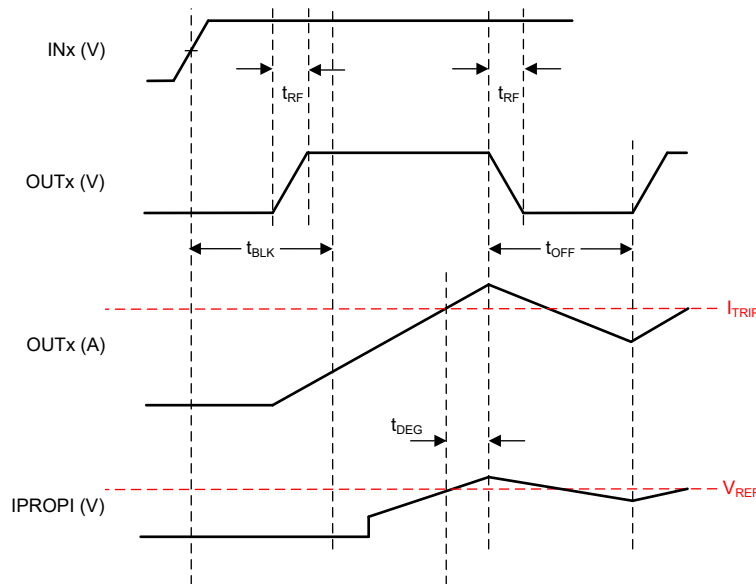 INx (V)
tRF
tRF
OUTx (V)
tBLK
tOFF
ITRIP
OUTx (A)
tDEG
VREF
IPROPI (V)